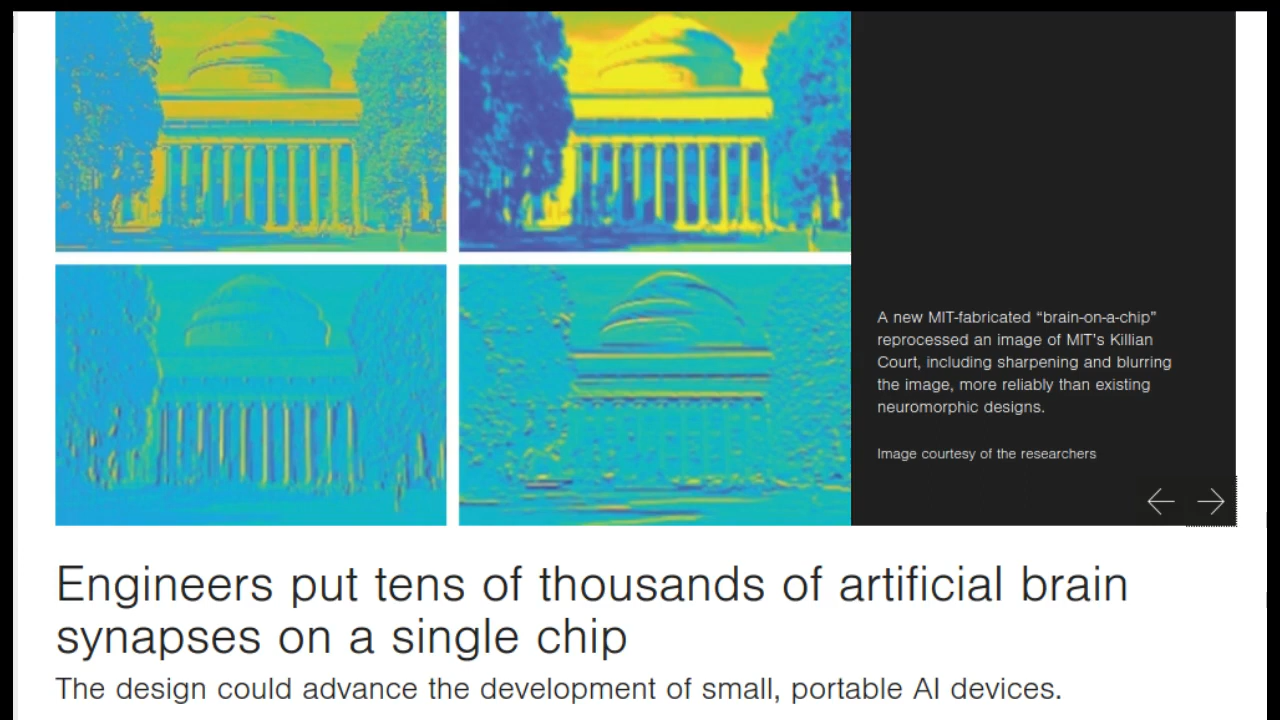 A new MIT-fabricated “brain-on-a-chip”
reprocessed an image of MIT's Killian
Court, including sharpening and blurring
the image, more reliably than existing
neuromorphic designs.
Image courtesy of the researchers
Engineers put tens of thousands of artificial brain
synapses on a single chip
The design could advance the development of small, portable AI devices.